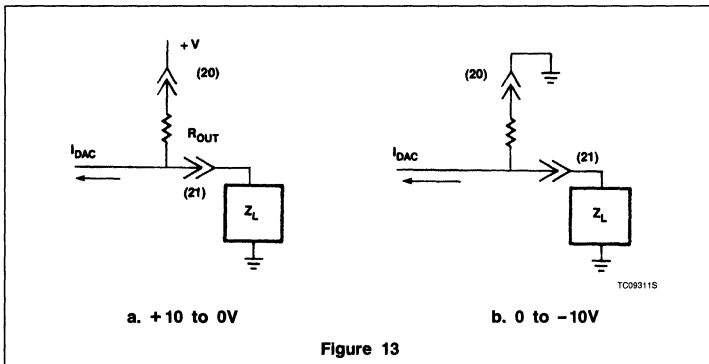 +V
(20)
R_OUT
I_DAC
(21)
Z_L
(20)
I_DAC
(21)
Z_L
TC09311S
a. +10 to 0V
b. 0 to −10V
Figure 13